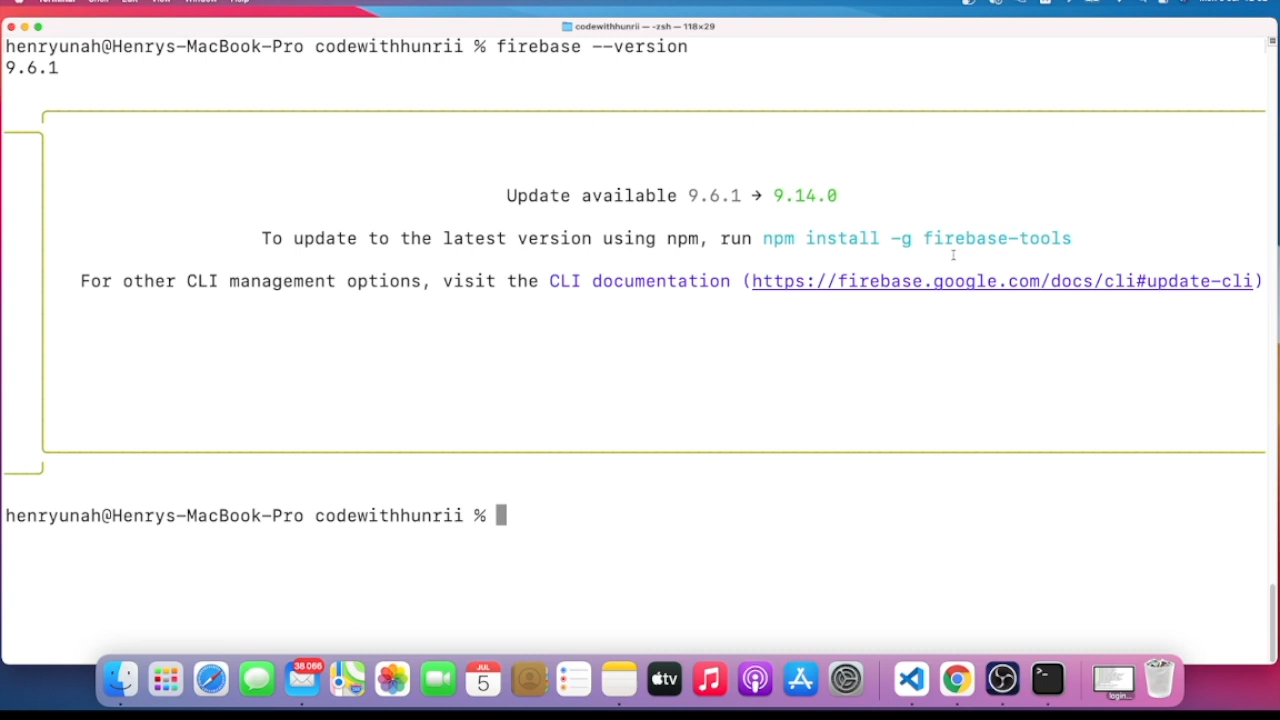 codewithhunrii — -zsh — 118×29
henryunah@Henrys-MacBook-Pro codewithhunrii % firebase --version
9.6.1
Update available 9.6.1 → 9.14.0
To update to the latest version using npm, run npm install -g firebase-tools
For other CLI management options, visit the CLI documentation (https://firebase.google.com/docs/cli#update-cli)
henryunah@Henrys-MacBook-Pro codewithhunrii %
38 066
JUL
5
tv
login...